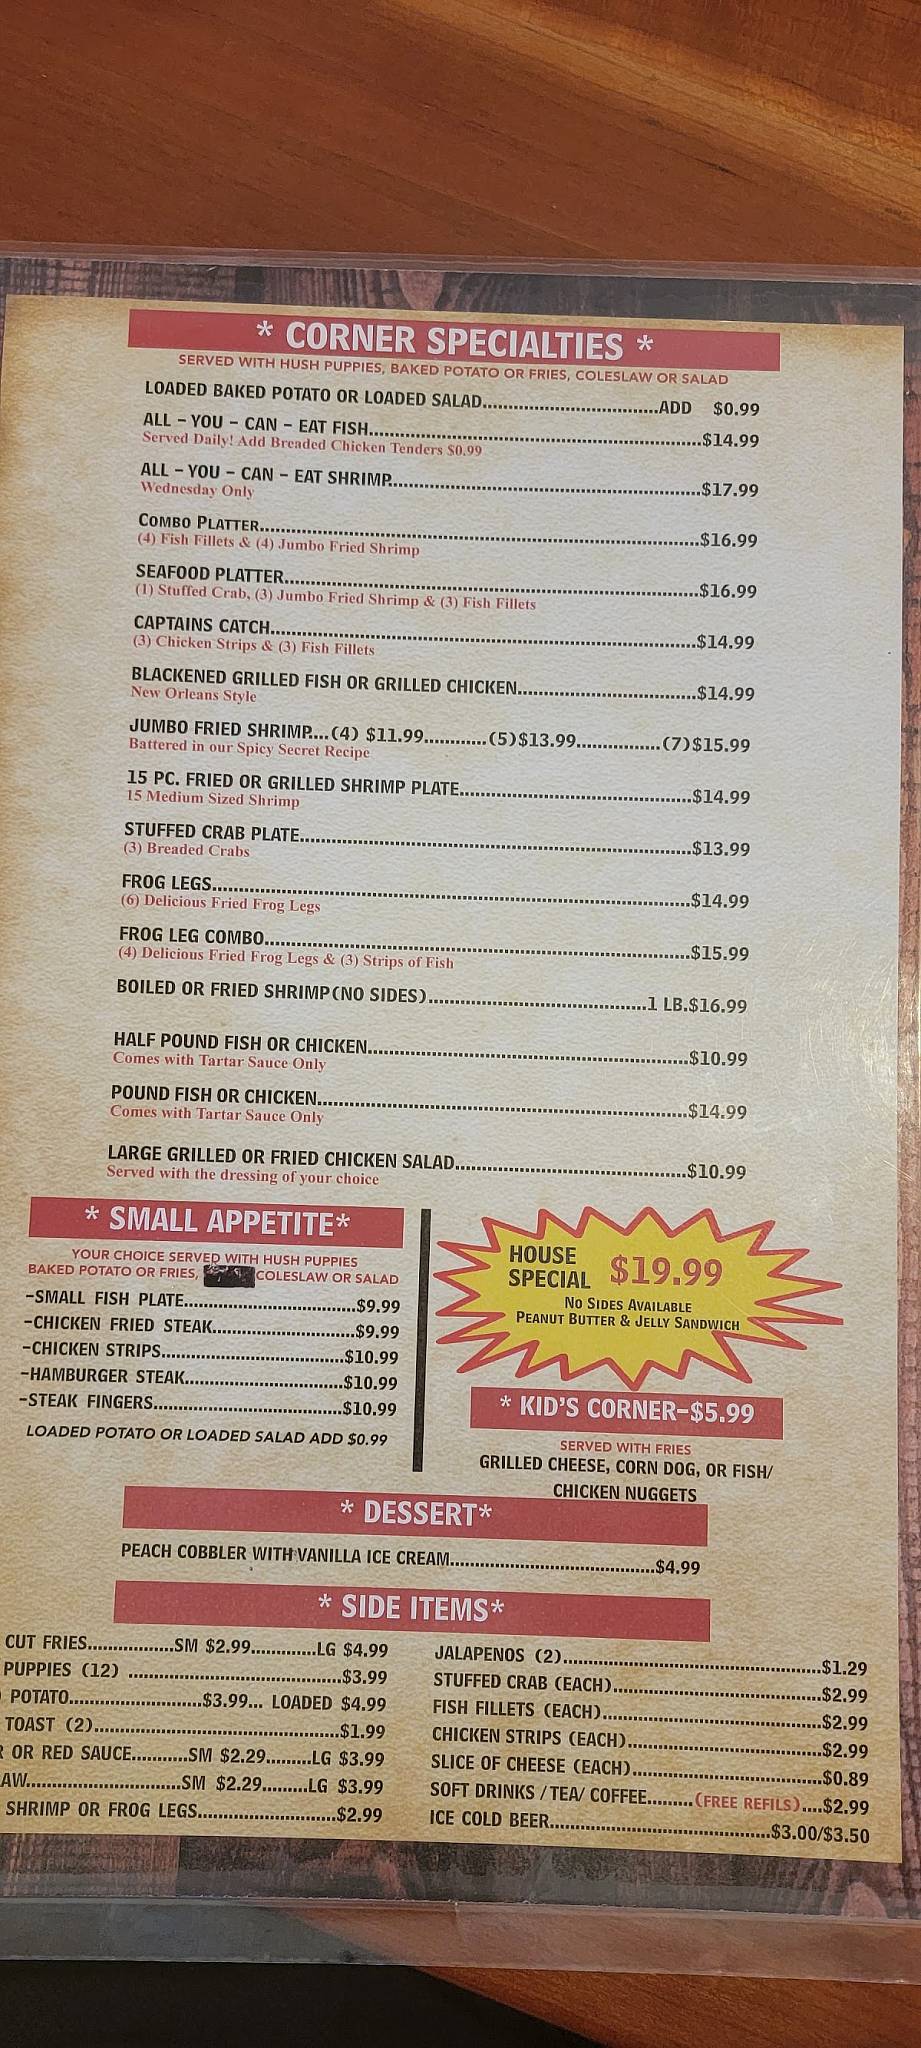 * CORNER SPECIALTIES *
SERVED WITH HUSH PUPPIES, BAKED POTATO OR FRIES, COLESLAW OR SALAD
LOADED BAKED POTATO OR LOADED SALAD..................................ADD $0.99
ALL - YOU - CAN - EAT FISH................................................................$14.99
Served Daily! Add Breaded Chicken Tenders $0.99
ALL - YOU - CAN - EAT SHRIMP............................................................$17.99
Wednesday Only
COMBO PLATTER.....................................................................................$16.99
(4) Fish Fillets & (4) Jumbo Fried Shrimp
SEAFOOD PLATTER................................................................................$16.99
(1) Stuffed Crab, (3) Jumbo Fried Shrimp & (3) Fish Fillets
CAPTAINS CATCH...................................................................................$14.99
(3) Chicken Strips & (3) Fish Fillets
BLACKENED GRILLED FISH OR GRILLED CHICKEN..................................$14.99
New Orleans Style
JUMBO FRIED SHRIMP....(4) $11.99............(5)$13.99................(7)$15.99
Battered in our Spicy Secret Recipe
15 PC. FRIED OR GRILLED SHRIMP PLATE.............................................$14.99
15 Medium Sized Shrimp
STUFFED CRAB PLATE............................................................................$13.99
(3) Breaded Crabs
FROG LEGS.............................................................................................$14.99
(6) Delicious Fried Frog Legs
FROG LEG COMBO...................................................................................$15.99
(4) Delicious Fried Frog Legs & (3) Strips of Fish
BOILED OR FRIED SHRIMP(NO SIDES)..........................................1 LB.$16.99
HALF POUND FISH OR CHICKEN..............................................................$10.99
Comes with Tartar Sauce Only
POUND FISH OR CHICKEN........................................................................$14.99
Comes with Tartar Sauce Only
LARGE GRILLED OR FRIED CHICKEN SALAD............................................$10.99
Served with the dressing of your choice
* SMALL APPETITE*
YOUR CHOICE SERVED WITH HUSH PUPPIES
BAKED POTATO OR FRIES, COLESLAW OR SALAD
-SMALL FISH PLATE.................................$9.99
-CHICKEN FRIED STEAK...........................$9.99
-CHICKEN STRIPS...................................$10.99
-HAMBURGER STEAK..............................$10.99
-STEAK FINGERS....................................$10.99
LOADED POTATO OR LOADED SALAD ADD $0.99
HOUSE SPECIAL $19.99
NO SIDES AVAILABLE
PEANUT BUTTER & JELLY SANDWICH
* KID'S CORNER-$5.99
SERVED WITH FRIES
GRILLED CHEESE, CORN DOG, OR FISH/
CHICKEN NUGGETS
* DESSERT*
PEACH COBBLER WITH VANILLA ICE CREAM........................................$4.99
* SIDE ITEMS*
CUT FRIES.................SM $2.99............LG $4.99
PUPPIES (12) .........................................$3.99
POTATO..........................$3.99... LOADED $4.99
TOAST (2)................................................$1.99
OR RED SAUCE...........SM $2.29.........LG $3.99
AW..............................SM $2.29.........LG $3.99
SHRIMP OR FROG LEGS...........................$2.99
JALAPENOS (2)..................................................$1.29
STUFFED CRAB (EACH)........................................$2.99
FISH FILLETS (EACH)..........................................$2.99
CHICKEN STRIPS (EACH).....................................$2.99
SLICE OF CHEESE (EACH)....................................$0.89
SOFT DRINKS / TEA/ COFFEE.........(FREE REFILS)....$2.99
ICE COLD BEER...........................................$3.00/$3.50